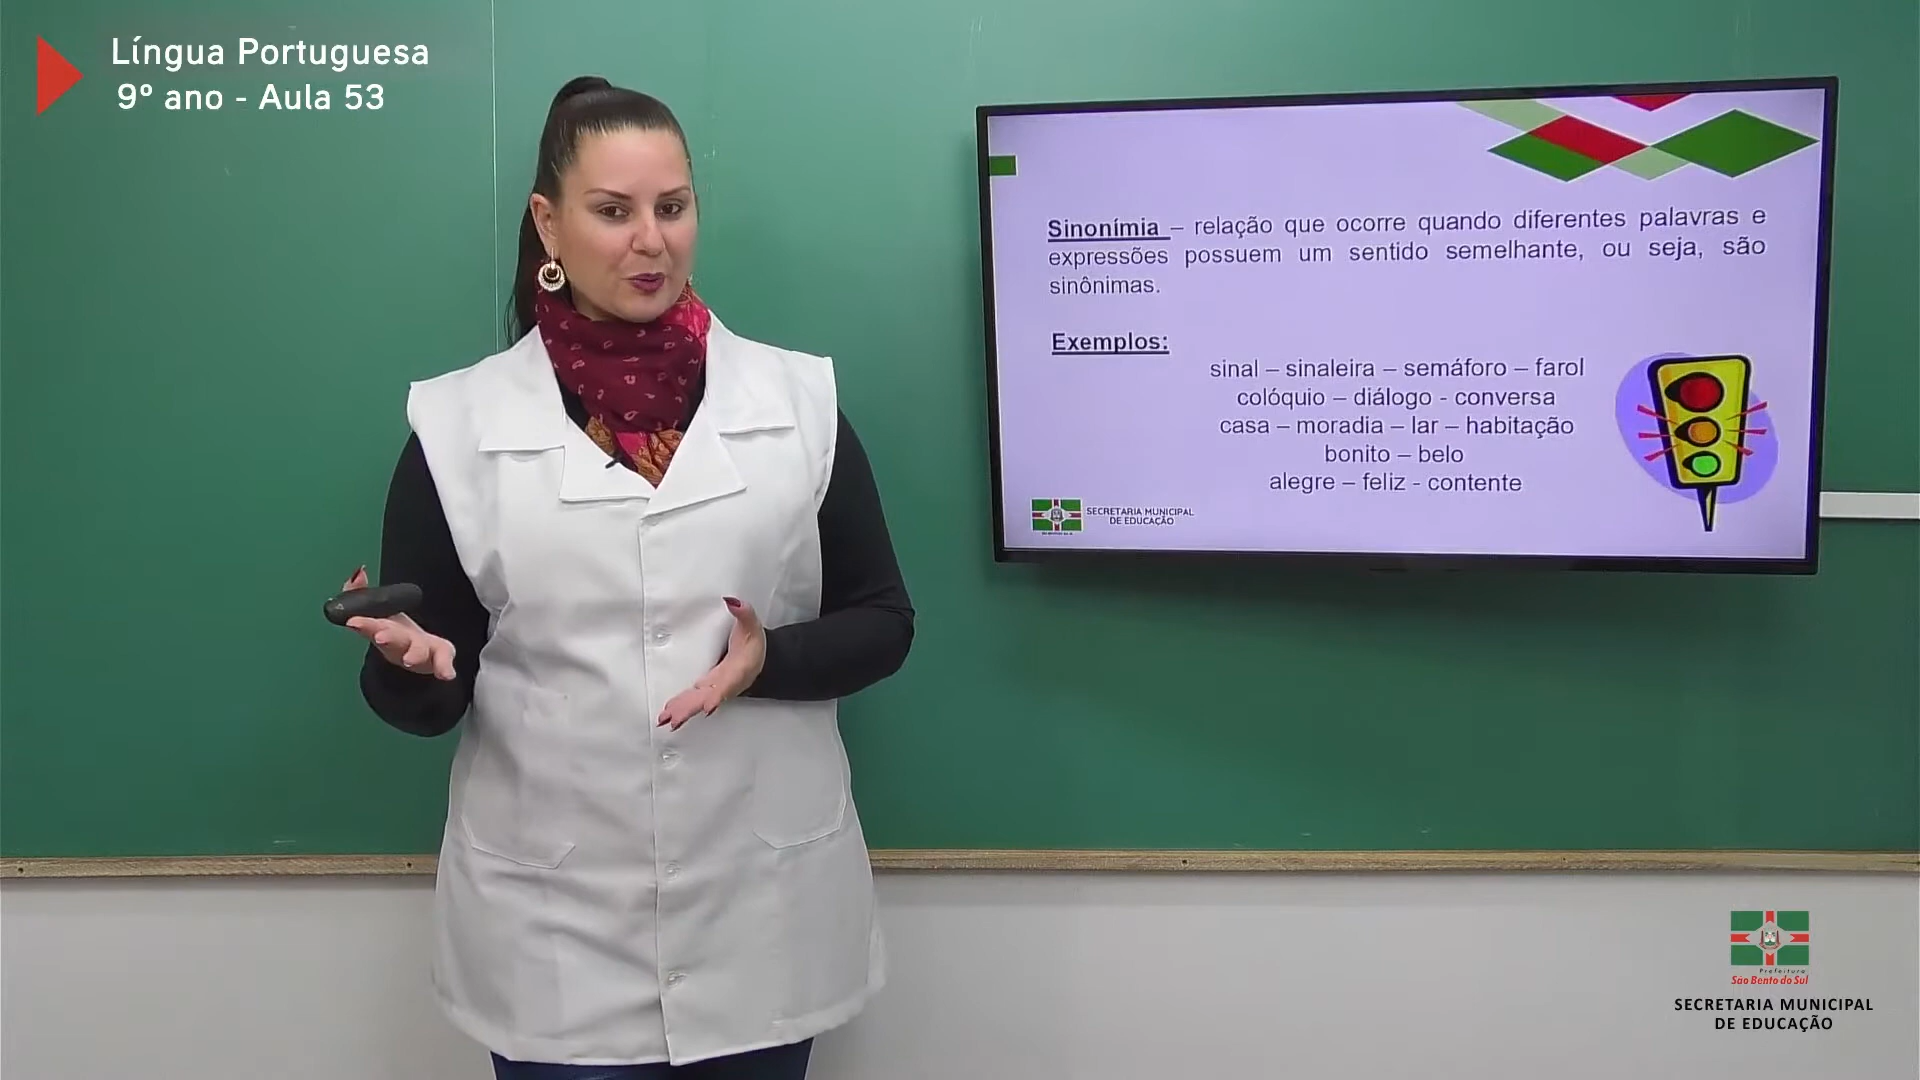 Língua Portuguesa
9º ano - Aula 53
Sinonímia – relação que ocorre quando diferentes palavras e
expressões possuem um sentido semelhante, ou seja, são
sinônimas.
Exemplos:
sinal – sinaleira – semáforo – farol
colóquio – diálogo - conversa
casa – moradia – lar – habitação
bonito – belo
alegre – feliz - contente
SECRETARIA MUNICIPAL
DE EDUCAÇÃO
Prefeitura
São Bento do Sul
SECRETARIA MUNICIPAL
DE EDUCAÇÃO